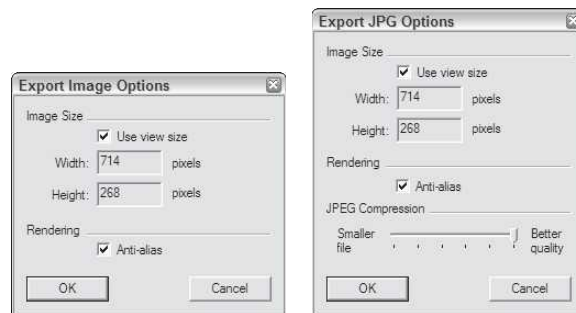 Export Image Options
Image Size
Use view size
Width: 714 pixels
Height: 268 pixels
Rendering
Anti-alias
OK Cancel
Export JPG Options
Image Size
Use view size
Width: 714 pixels
Height: 268 pixels
Rendering
Anti-alias
JPEG Compression
Smaller file Better quality
OK Cancel